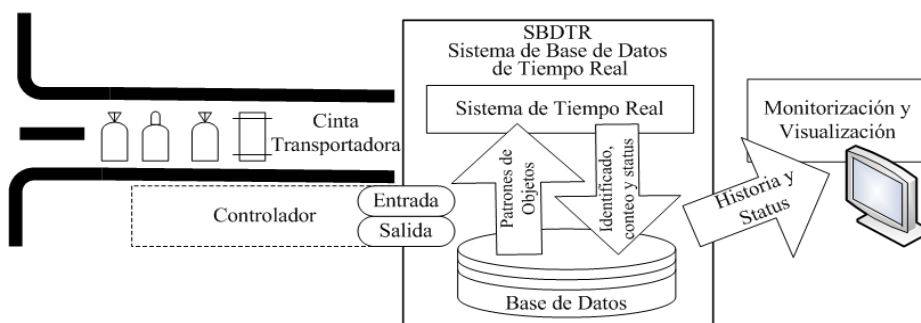 SBDTR
Sistema de Base de Datos
de Tiempo Real
Sistema de Tiempo Real
Cinta
Transportadora
Controlador
Entrada
Salida
Patrones de
Objetos
Identificado,
conteo y status
Base de Datos
Historia y
Status
Monitorización y
Visualización